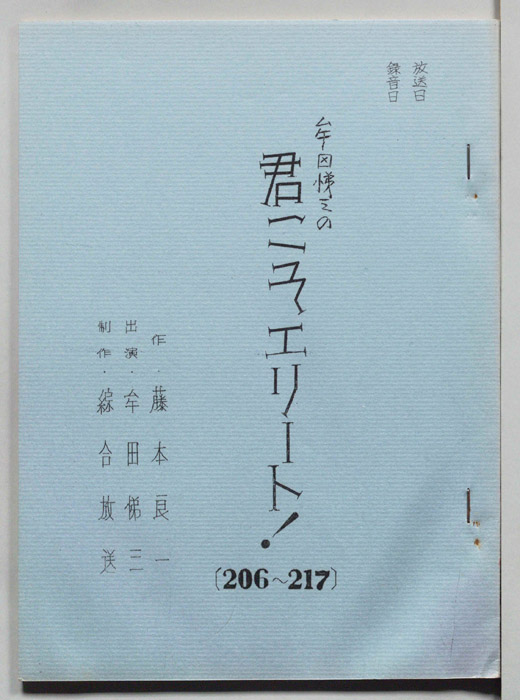 放送日
録音日
牟田悌三の
君こそエリート!
〔206～217〕
作・藤本良一
出演・牟田悌三
制作・綜合放送